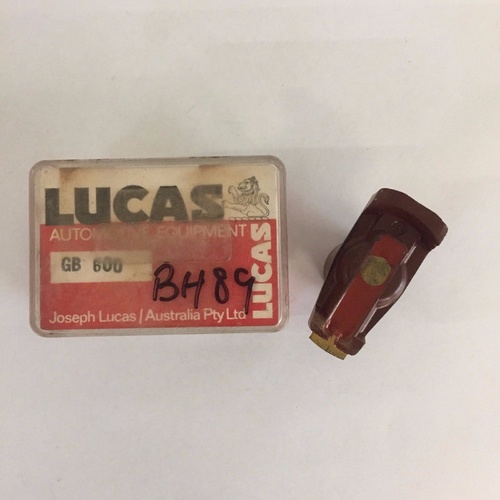 LUCAS
AUTOMOTIVE EQUIPMENT
GB 600
BH89
Joseph Lucas/Australia Pty Ltd
LUCAS